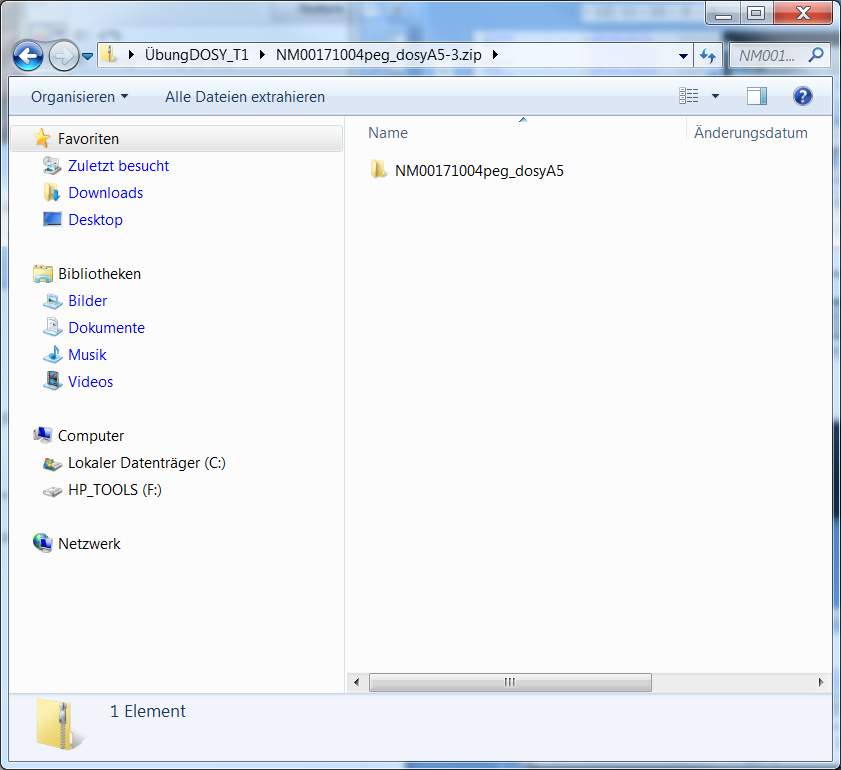 ÜbungDOSY_T1 NM00171004peg_dosyA5-3.zip NM001...
Organisieren Alle Dateien extrahieren
Favoriten
Zuletzt besucht
Downloads
Desktop
Bibliotheken
Bilder
Dokumente
Musik
Videos
Computer
Lokaler Datenträger (C:)
HP_TOOLS (F:)
Netzwerk
Name Änderungsdatum
NM00171004peg_dosyA5
1 Element